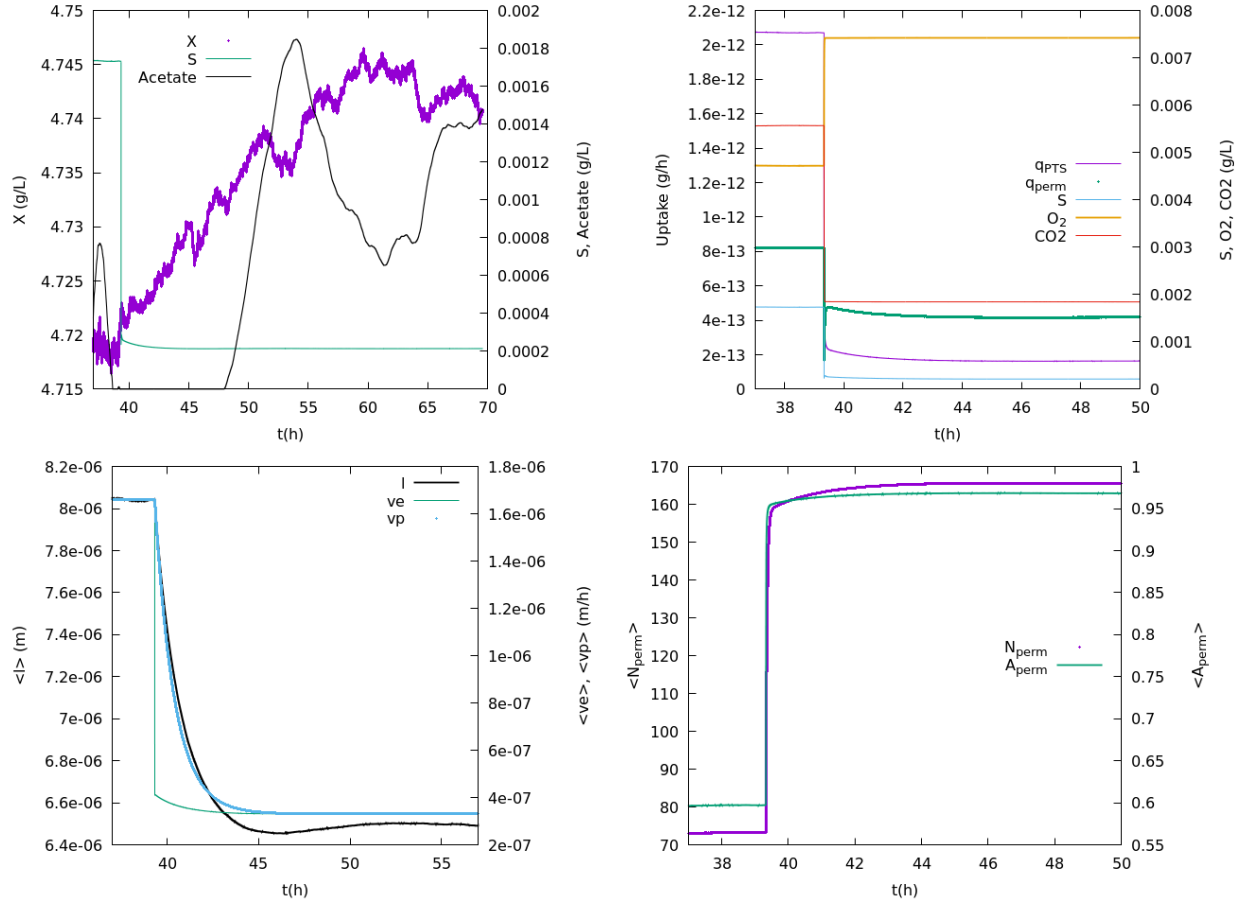 4.75
4.745
4.74
4.735
4.73
4.725
4.72
4.715
X (g/L)
0.002
0.0018
0.0016
0.0014
0.0012
0.001
0.0008
0.0006
0.0004
0.0002
0
S, Acetate (g/L)
X
S
Acetate
40 45 50 55 60 65 70
t(h)
2.2e-12
2e-12
1.8e-12
1.6e-12
1.4e-12
1.2e-12
1e-12
8e-13
6e-13
4e-13
2e-13
0
Uptake (g/h)
0.008
0.007
0.006
0.005
0.004
0.003
0.002
0.001
0
S, O2, CO2 (g/L)
qPTS
qperm
S
O2
CO2
38 40 42 44 46 48 50
t(h)
8.2e-06
8e-06
7.8e-06
7.6e-06
7.4e-06
7.2e-06
7e-06
6.8e-06
6.6e-06
6.4e-06
<l> (m)
1.8e-06
1.6e-06
1.4e-06
1.2e-06
1e-06
8e-07
6e-07
4e-07
2e-07
<ve>, <vp> (m/h)
l
ve
vp
40 45 50 55
t(h)
170
160
150
140
130
120
110
100
90
80
70
<Nperm>
1
0.95
0.9
0.85
0.8
0.75
0.7
0.65
0.6
0.55
<Aperm>
Nperm
Aperm
38 40 42 44 46 48 50
t(h)